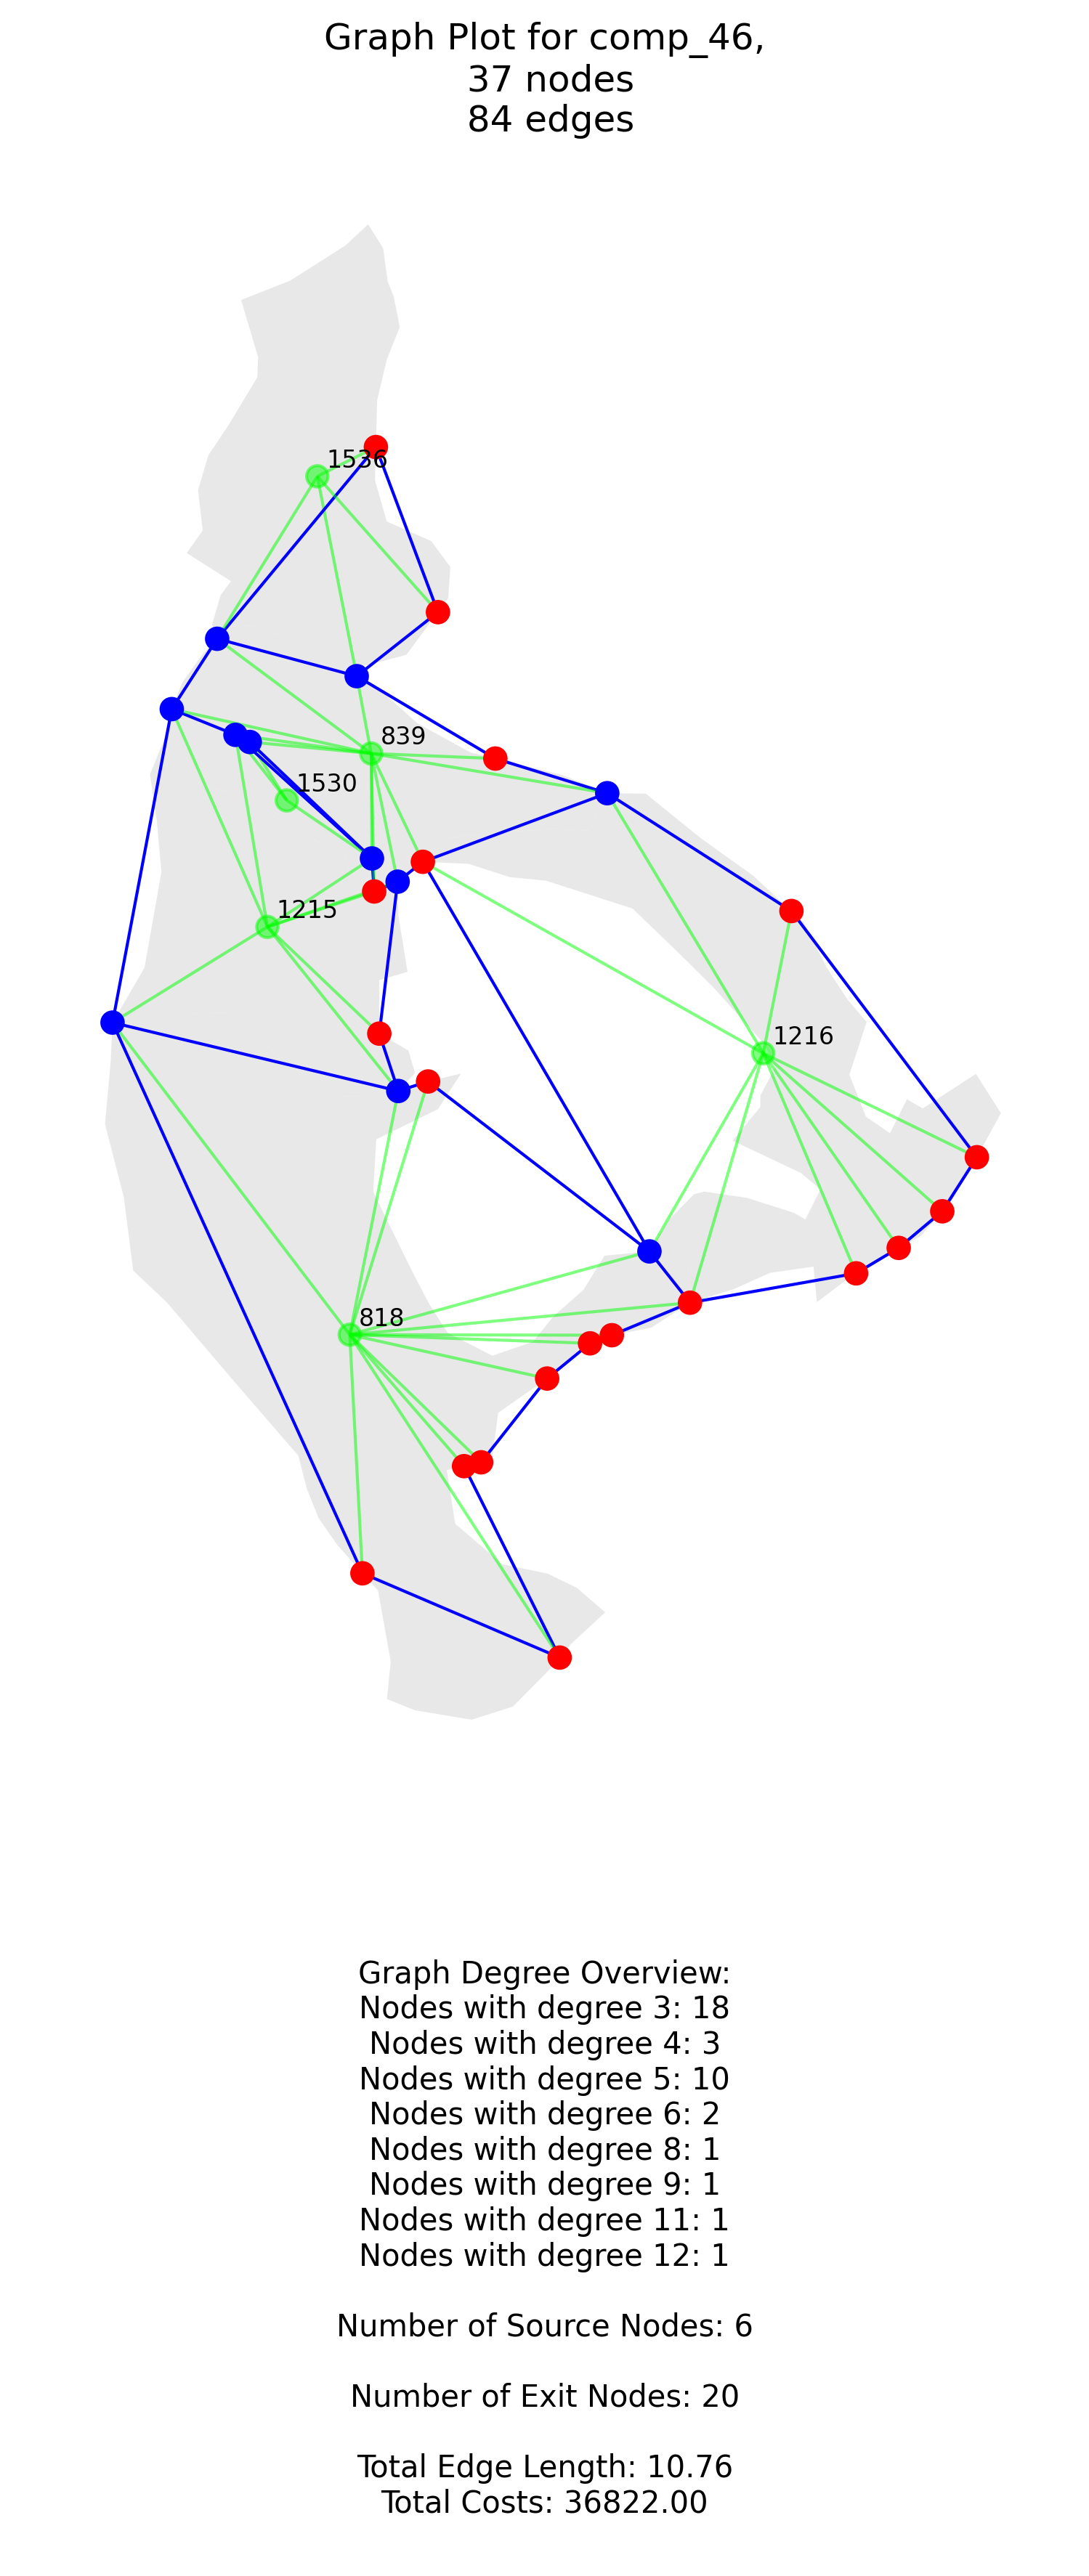 Graph Plot for comp_46,
37 nodes
84 edges
1536
839
1530
1215
1216
818
Graph Degree Overview:
Nodes with degree 3: 18
Nodes with degree 4: 3
Nodes with degree 5: 10
Nodes with degree 6: 2
Nodes with degree 8: 1
Nodes with degree 9: 1
Nodes with degree 11: 1
Nodes with degree 12: 1
Number of Source Nodes: 6
Number of Exit Nodes: 20
Total Edge Length: 10.76
Total Costs: 36822.00